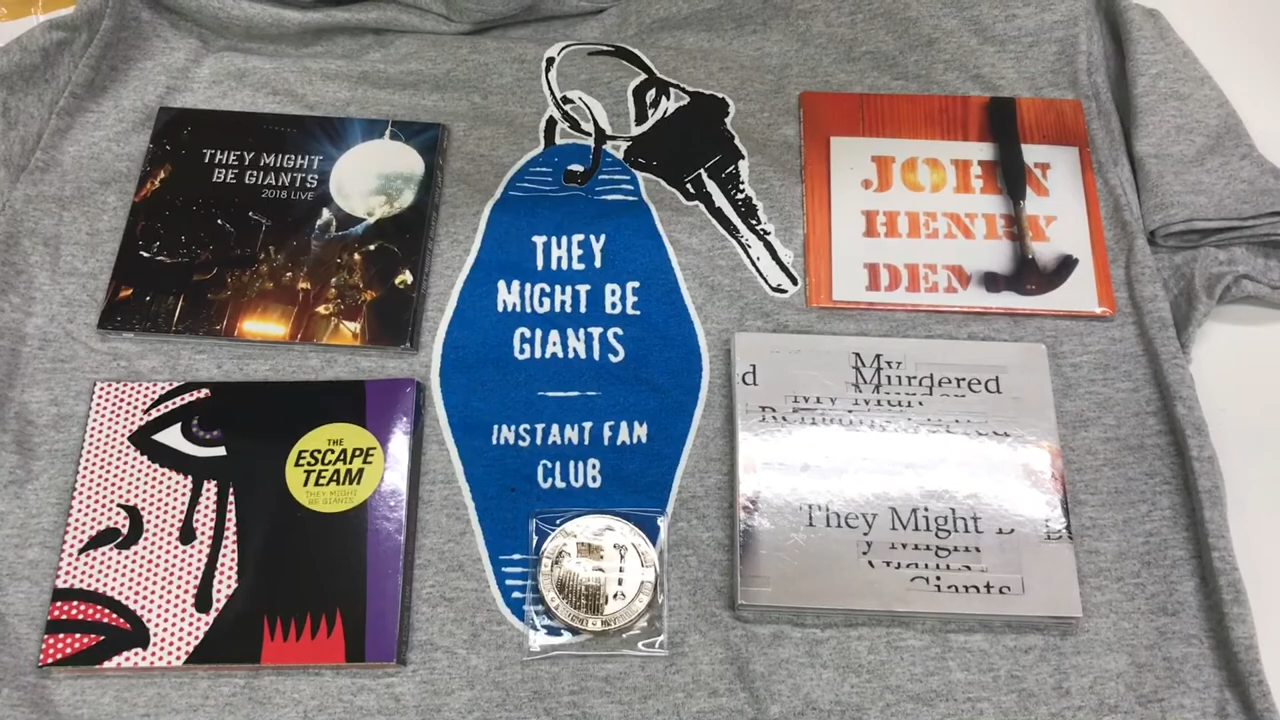 THEY MIGHT
BE GIANTS
2018 LIVE
THEY
MIGHT BE
GIANTS
INSTANT FAN
CLUB
JOHN
HENRY
DEM
THE
ESCAPE
TEAM
THEY MIGHT
BE GIANTS
My
Murdered
They Might
Giants